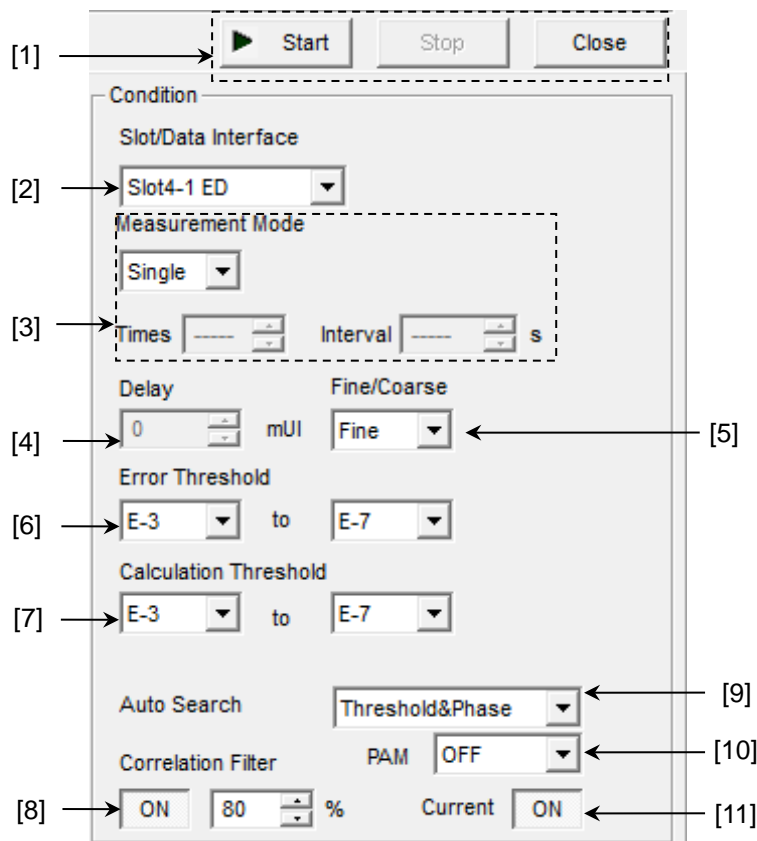 [1] Start Stop Close
Condition
Slot/Data Interface
[2] Slot4-1 ED
Measurement Mode
Single
[3] Times ----- Interval ----- s
Delay Fine/Coarse
[4] 0 mUI Fine [5]
Error Threshold
[6] E-3 to E-7
Calculation Threshold
[7] E-3 to E-7
Auto Search Threshold&Phase [9]
Correlation Filter PAM OFF [10]
[8] ON 80 % Current ON [11]